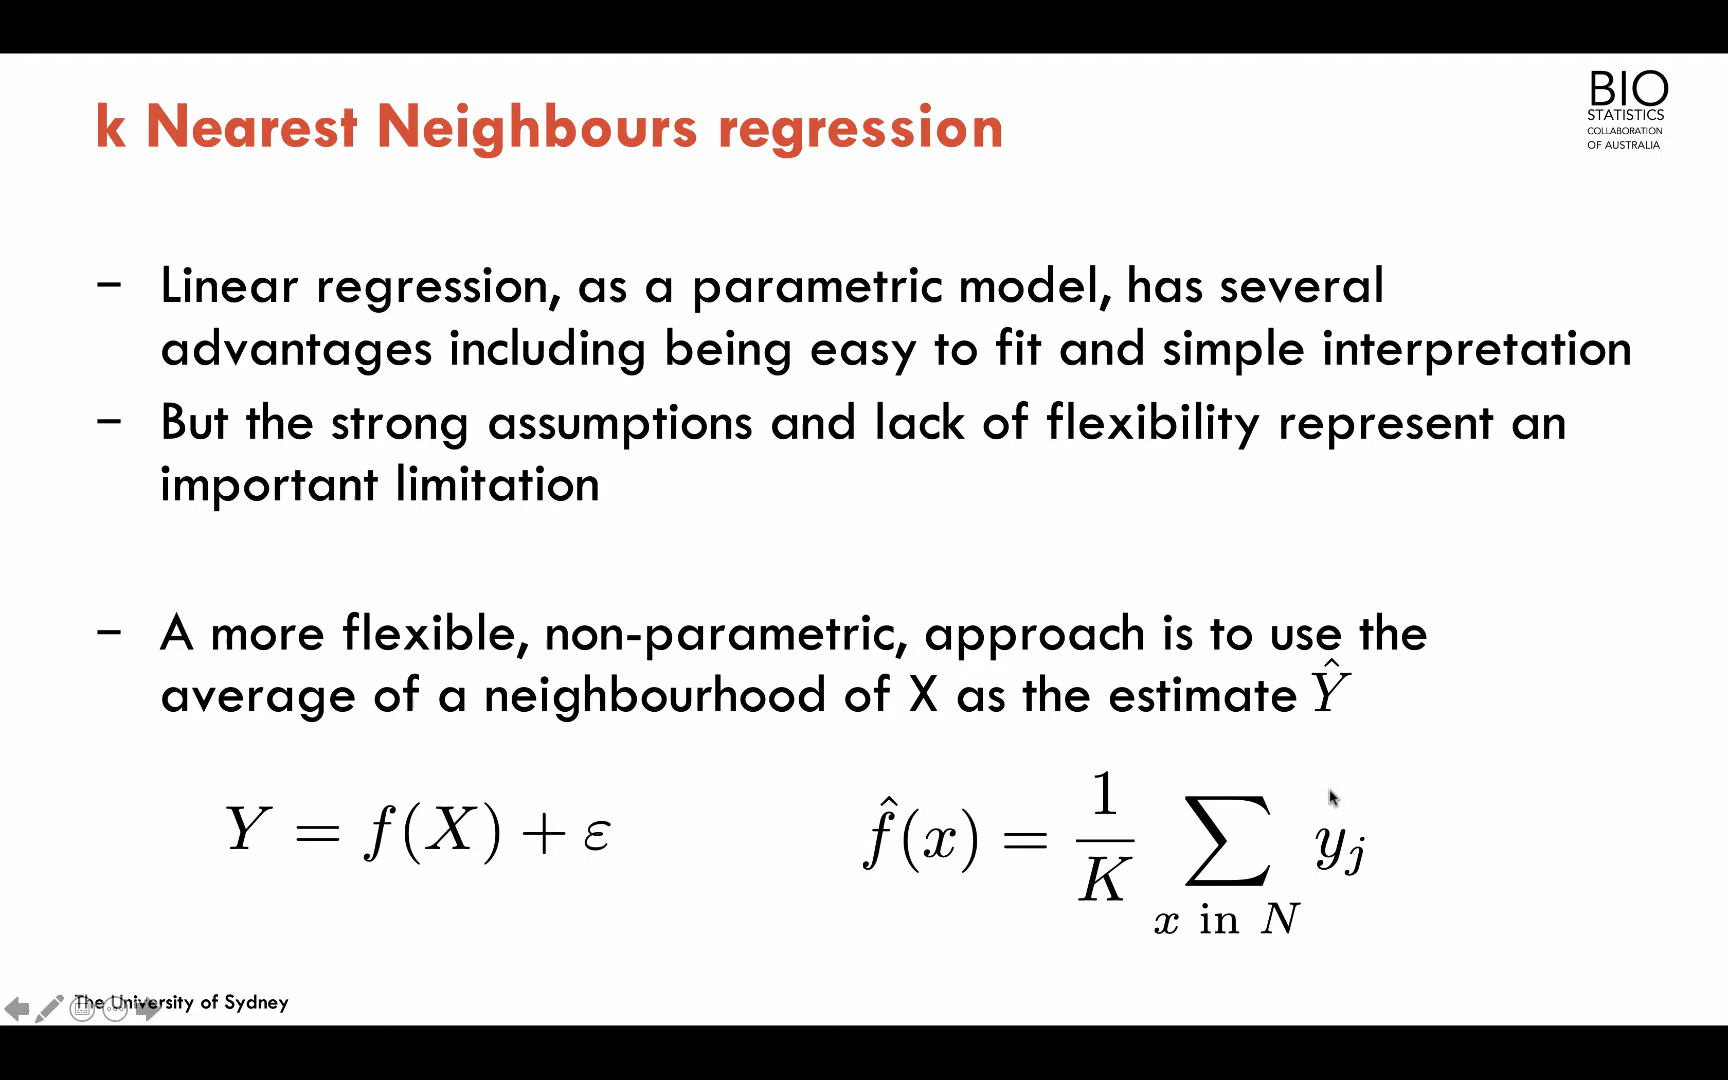 k Nearest Neighbours regression
BIO
STATISTICS
COLLABORATION
OF AUSTRALIA
– Linear regression, as a parametric model, has several
advantages including being easy to fit and simple interpretation
– But the strong assumptions and lack of flexibility represent an
important limitation
– A more flexible, non-parametric, approach is to use the
average of a neighbourhood of X as the estimate Ŷ
Y = f(X) + ε
f̂(x) = 1/K ∑ x in N yⱼ
The University of Sydney